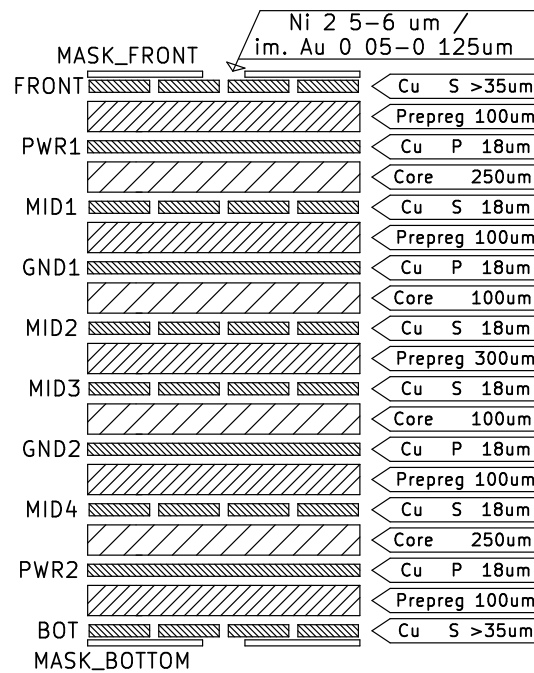 Ni 2 5-6 um /
im. Au 0 05-0 125um
MASK_FRONT
FRONT Cu S >35um
Prepreg 100um
PWR1 Cu P 18um
Core 250um
MID1 Cu S 18um
Prepreg 100um
GND1 Cu P 18um
Core 100um
MID2 Cu S 18um
Prepreg 300um
MID3 Cu S 18um
Core 100um
GND2 Cu P 18um
Prepreg 100um
MID4 Cu S 18um
Core 250um
PWR2 Cu P 18um
Prepreg 100um
BOT Cu S >35um
MASK_BOTTOM